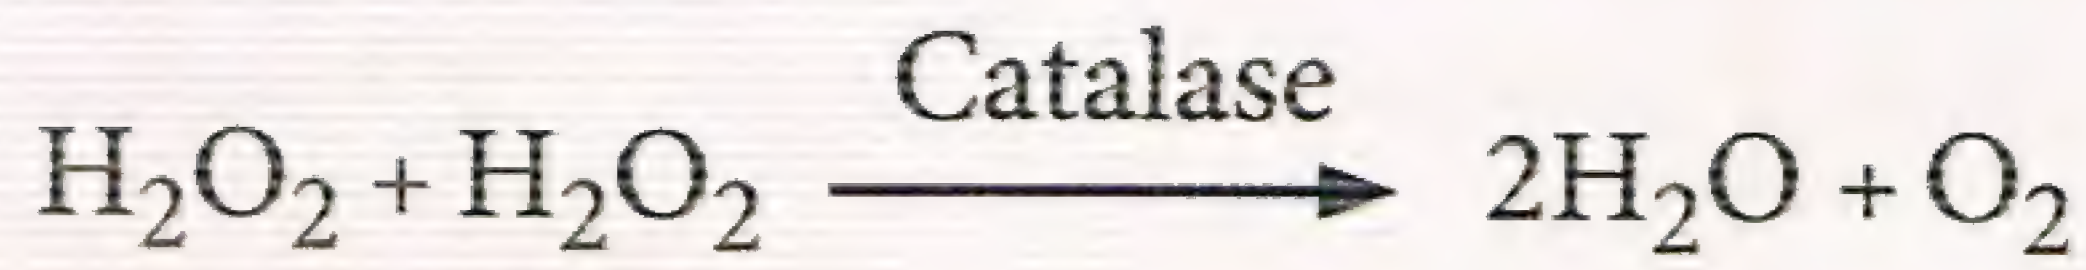 Catalase
H₂O₂ + H₂O₂ ⟶ 2H₂O + O₂